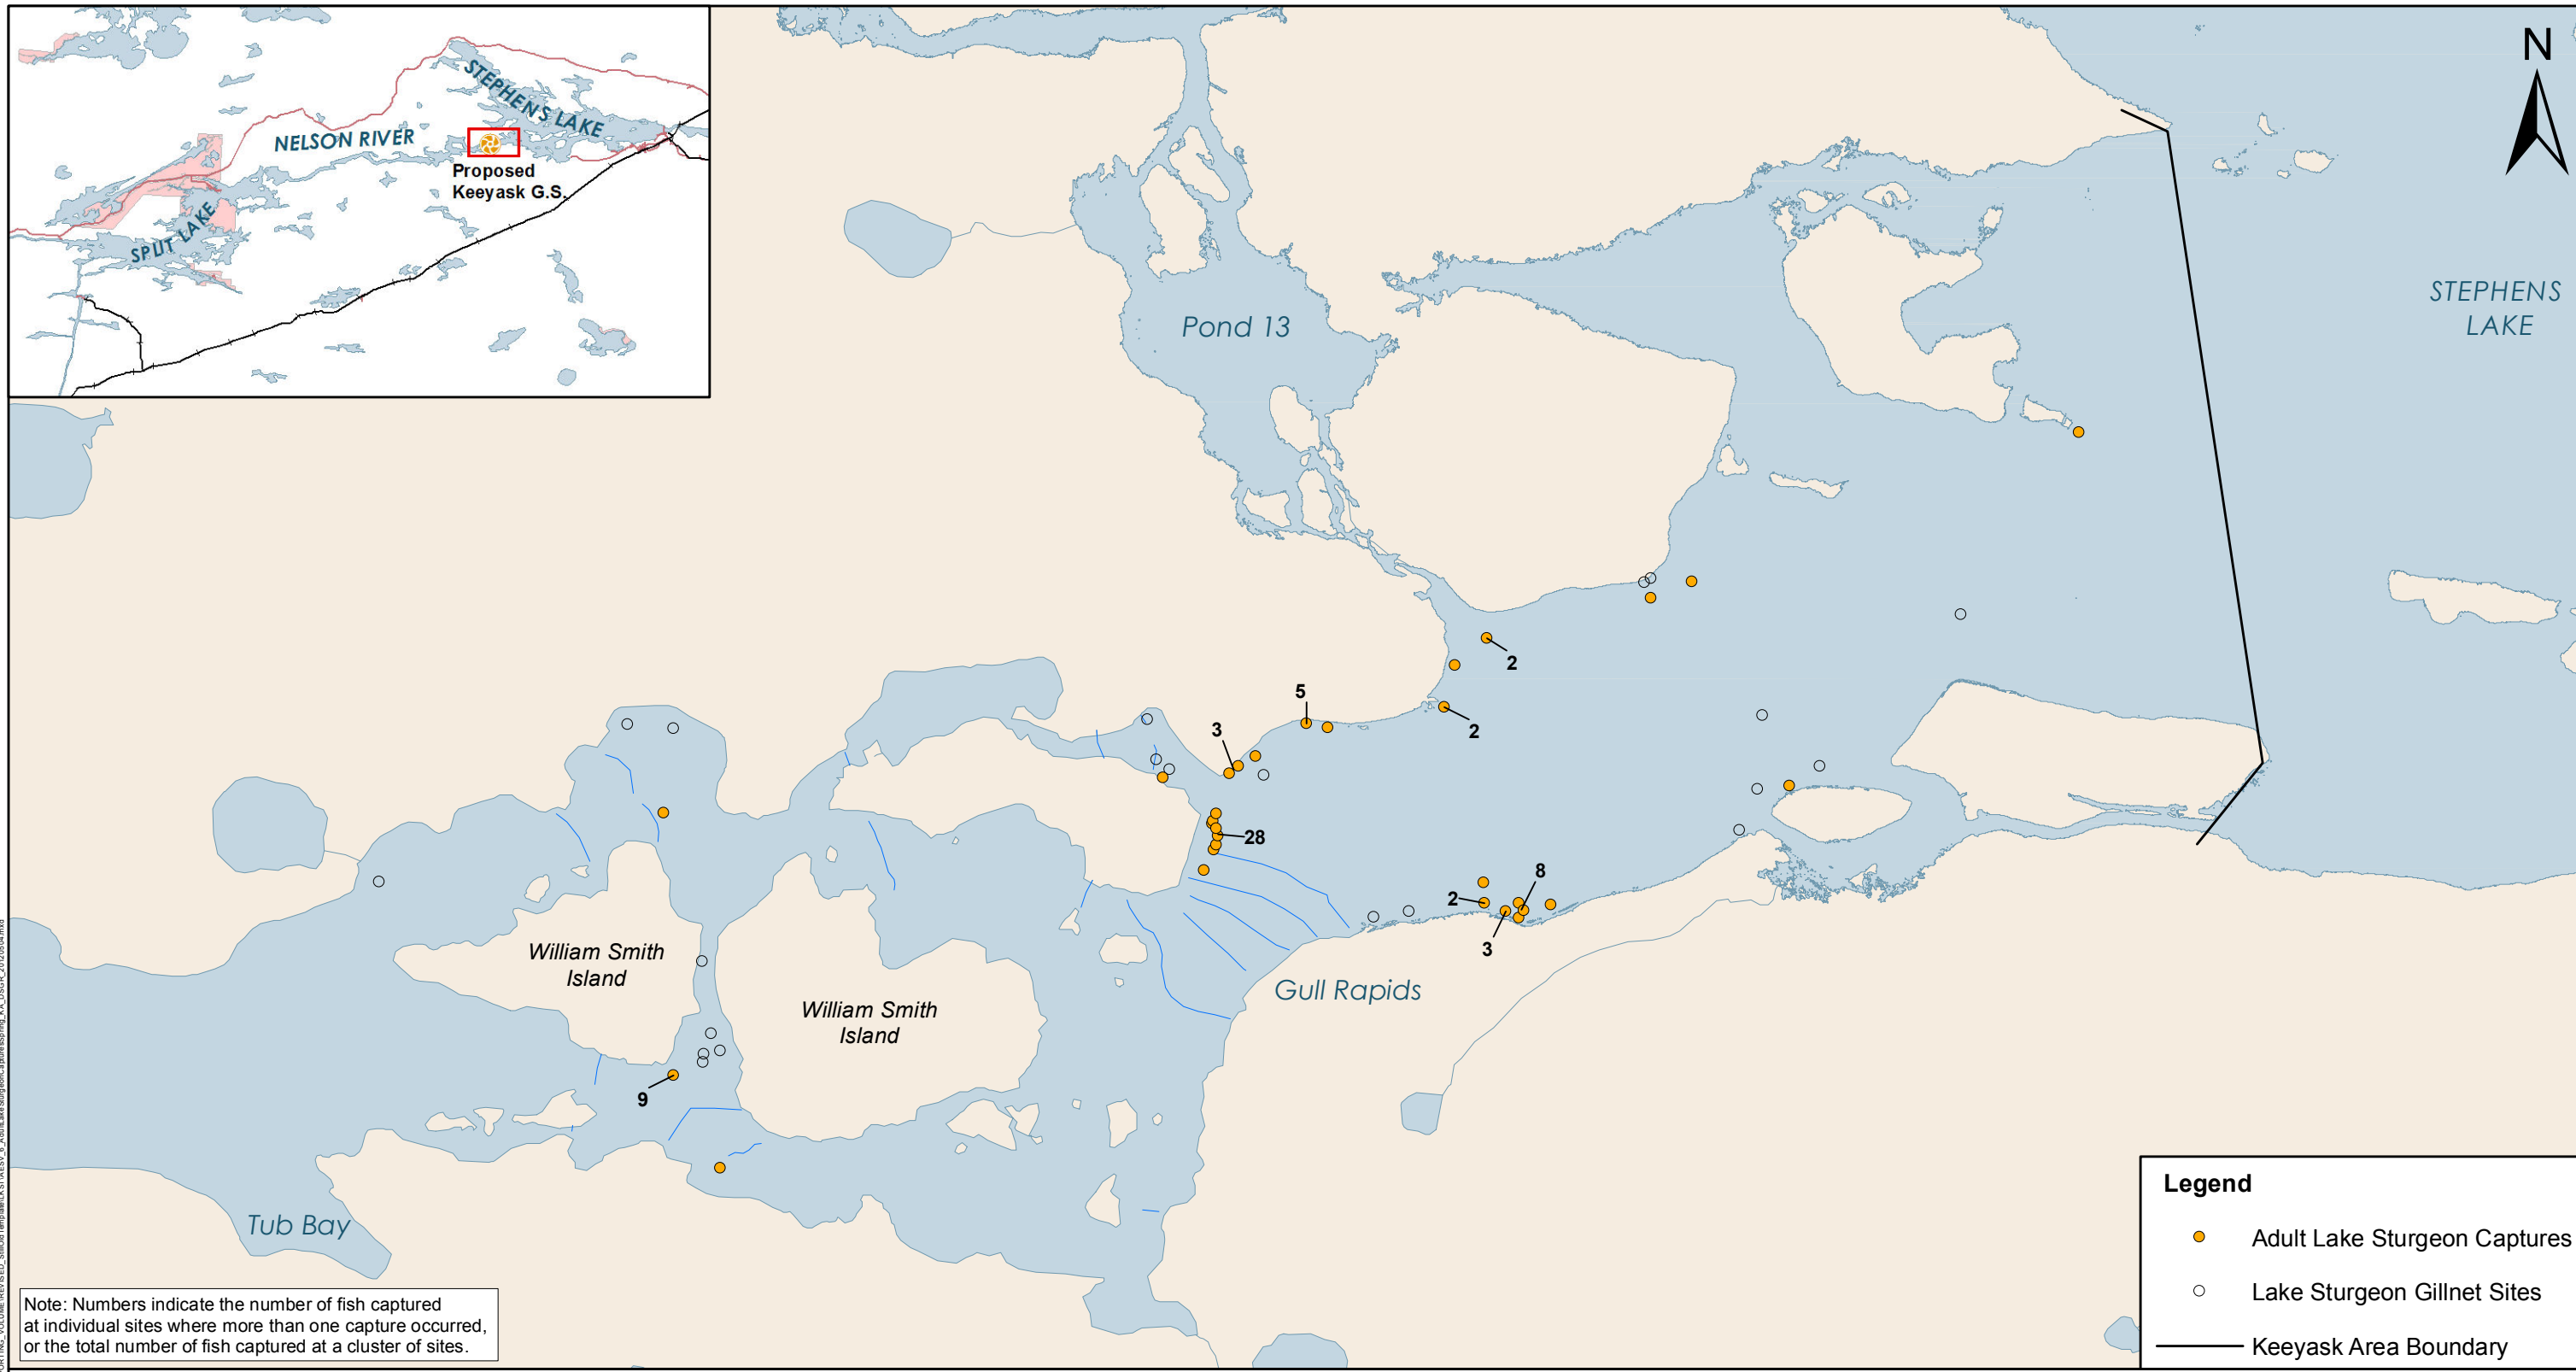 STEPHENS LAKE
NELSON RIVER
Proposed
Keeyask G.S.
SPLIT LAKE
N
STEPHENS
LAKE
Pond 13
2
5
2
3
28
8
2
3
William Smith
Island
William Smith
Island
Gull Rapids
9
Tub Bay
Note: Numbers indicate the number of fish captured
at individual sites where more than one capture occurred,
or the total number of fish captured at a cluster of sites.
Legend
Adult Lake Sturgeon Captures
Lake Sturgeon Gillnet Sites
Keeyask Area Boundary